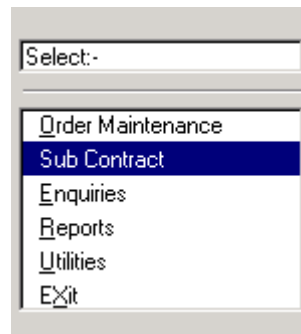 Select:-
Order Maintenance
Sub Contract
Enquiries
Reports
Utilities
EXit